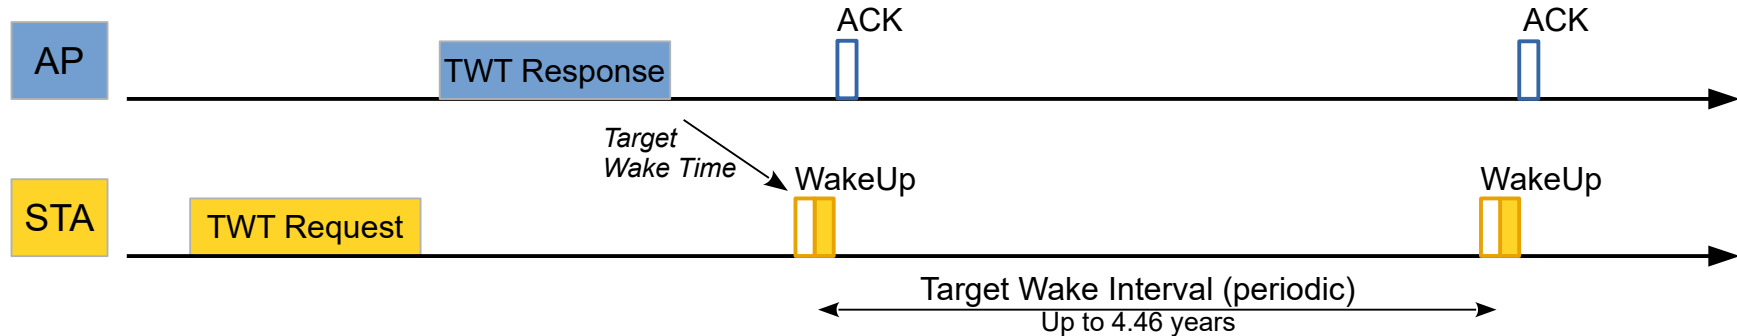 ACK
ACK
AP
TWT Response
Target
Wake Time
WakeUp
WakeUp
STA
TWT Request
Target Wake Interval (periodic)
Up to 4.46 years